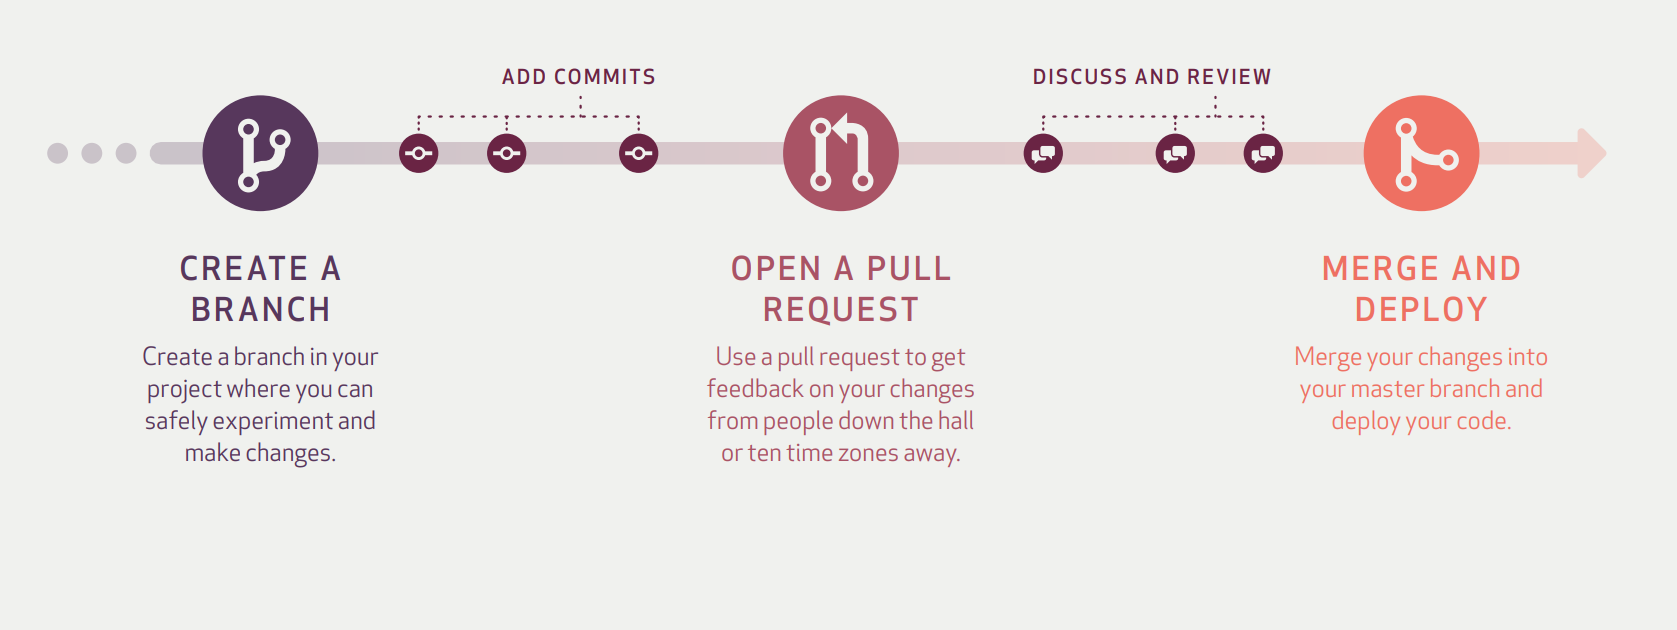 ADD COMMITS
DISCUSS AND REVIEW
CREATE A
BRANCH
Create a branch in your
project where you can
safely experiment and
make changes.
OPEN A PULL
REQUEST
Use a pull request to get
feedback on your changes
from people down the hall
or ten time zones away.
MERGE AND
DEPLOY
Merge your changes into
your master branch and
deploy your code.